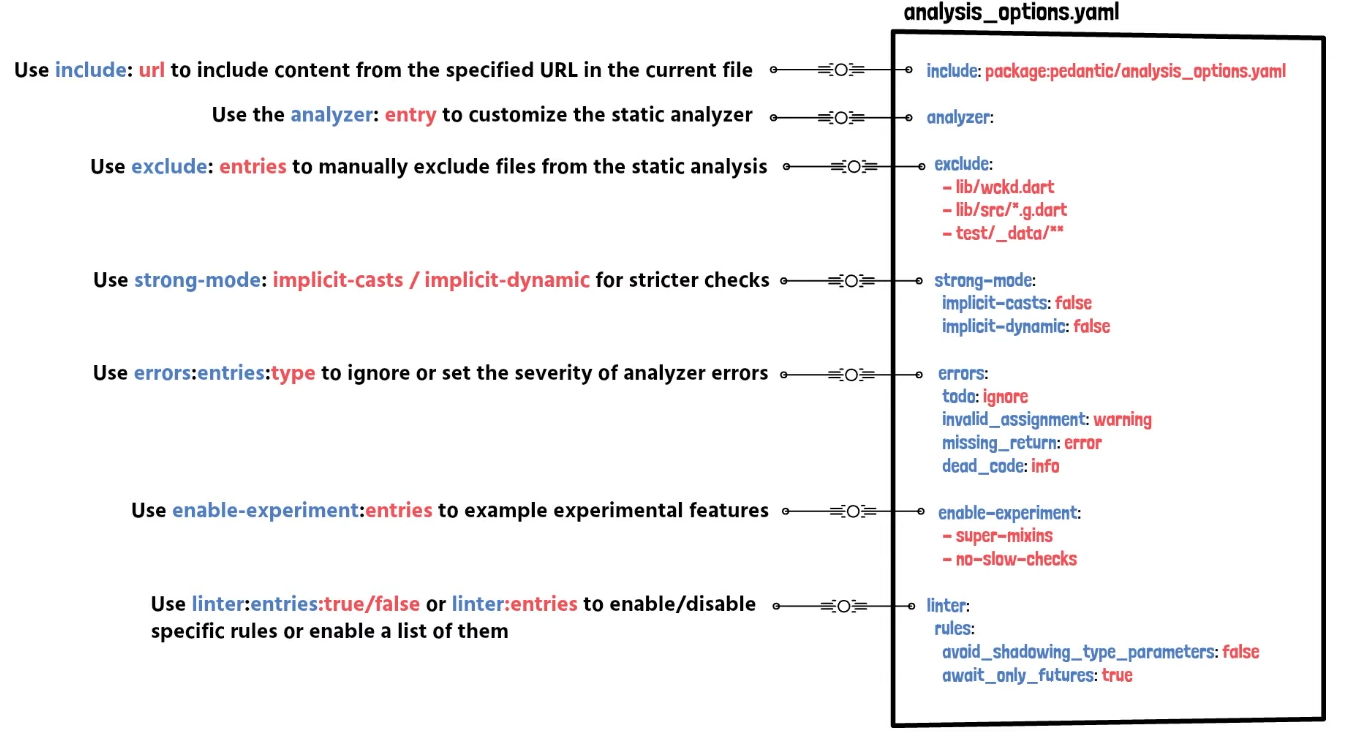 analysis_options.yaml
Use include: url to include content from the specified URL in the current file
include: package:pedantic/analysis_options.yaml
Use the analyzer: entry to customize the static analyzer
analyzer:
Use exclude: entries to manually exclude files from the static analysis
exclude:
- lib/wckd.dart
- lib/src/*.g.dart
- test/_data/**
Use strong-mode: implicit-casts / implicit-dynamic for stricter checks
strong-mode:
implicit-casts: false
implicit-dynamic: false
Use errors:entries:type to ignore or set the severity of analyzer errors
errors:
todo: ignore
invalid_assignment: warning
missing_return: error
dead_code: info
Use enable-experiment:entries to example experimental features
enable-experiment:
- super-mixins
- no-slow-checks
Use linter:entries:true/false or linter:entries to enable/disable
specific rules or enable a list of them
linter:
rules:
avoid_shadowing_type_parameters: false
await_only_futures: true